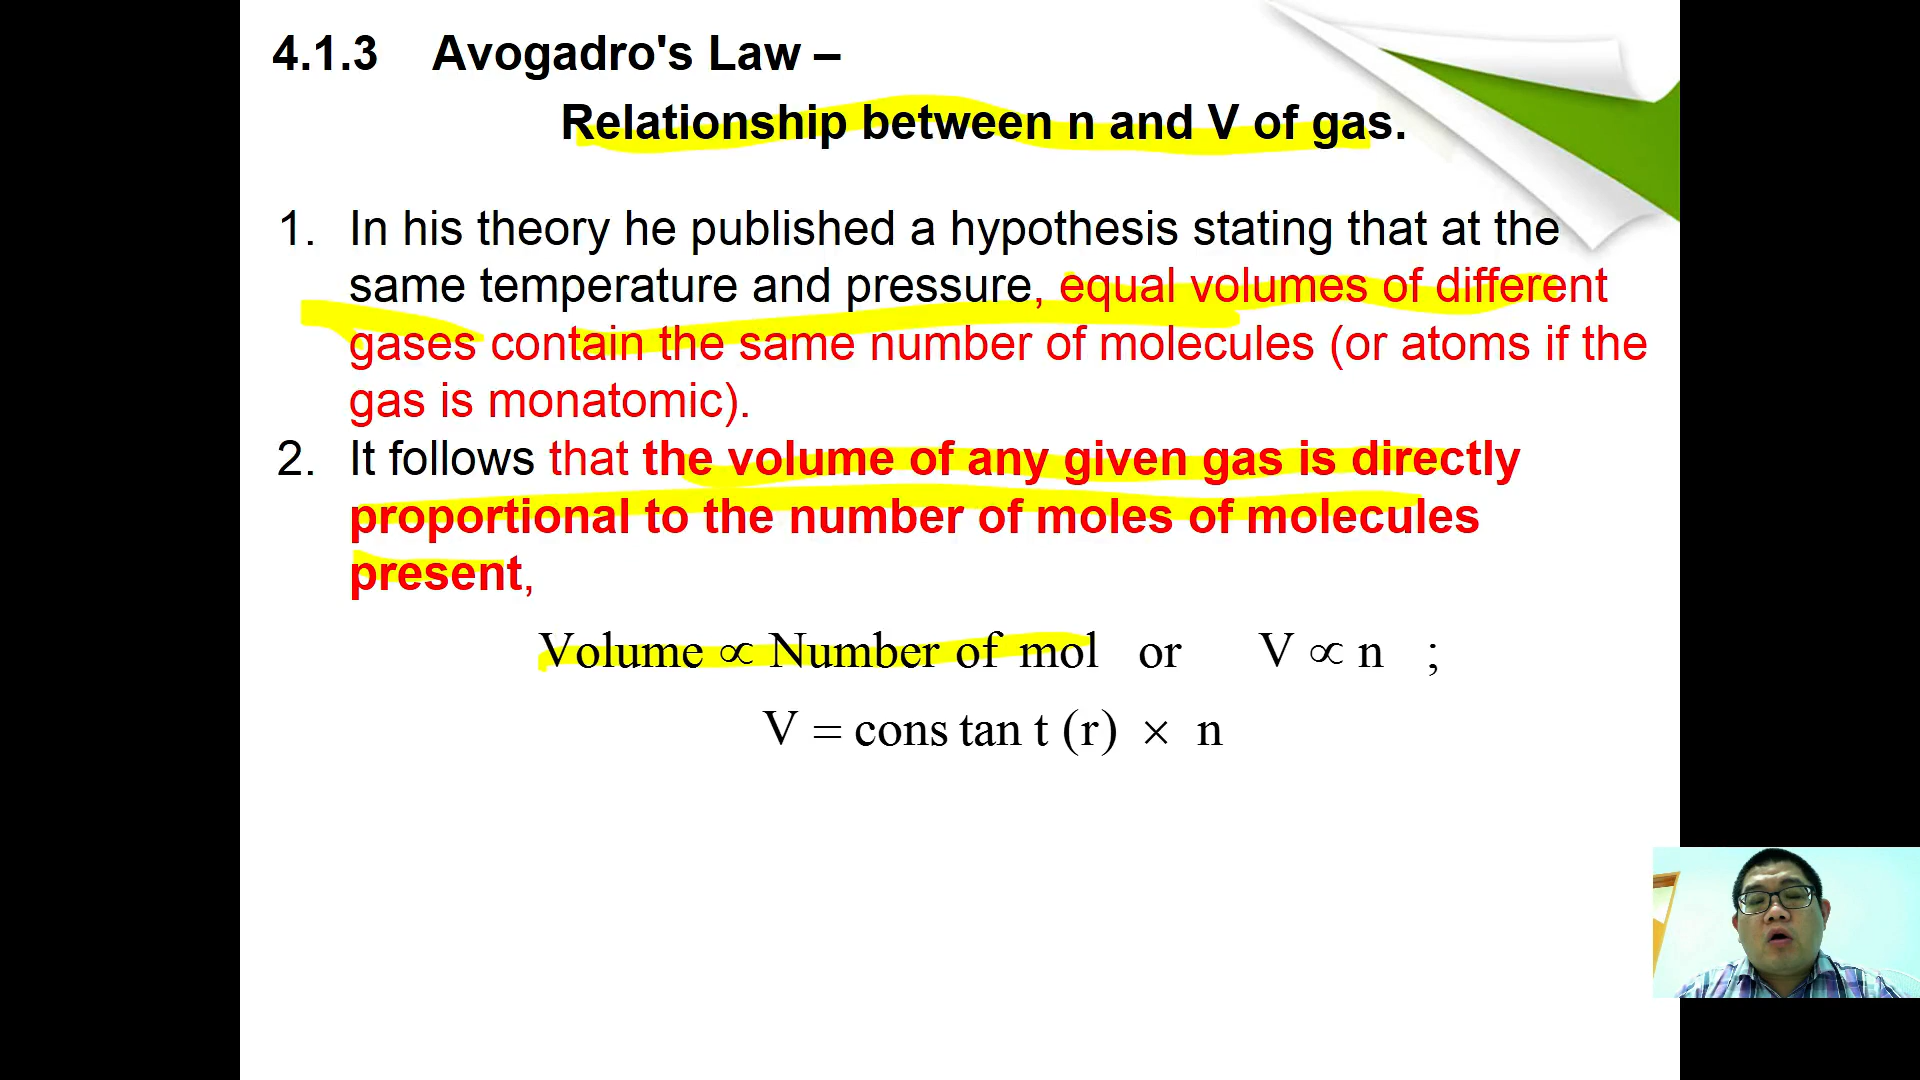 4.1.3 Avogadro's Law –
Relationship between n and V of gas.
1. In his theory he published a hypothesis stating that at the
same temperature and pressure, equal volumes of different
gases contain the same number of molecules (or atoms if the
gas is monatomic).
2. It follows that the volume of any given gas is directly
proportional to the number of moles of molecules
present,
Volume ∝ Number of mol or V ∝ n ;
V = cons tan t (r) × n